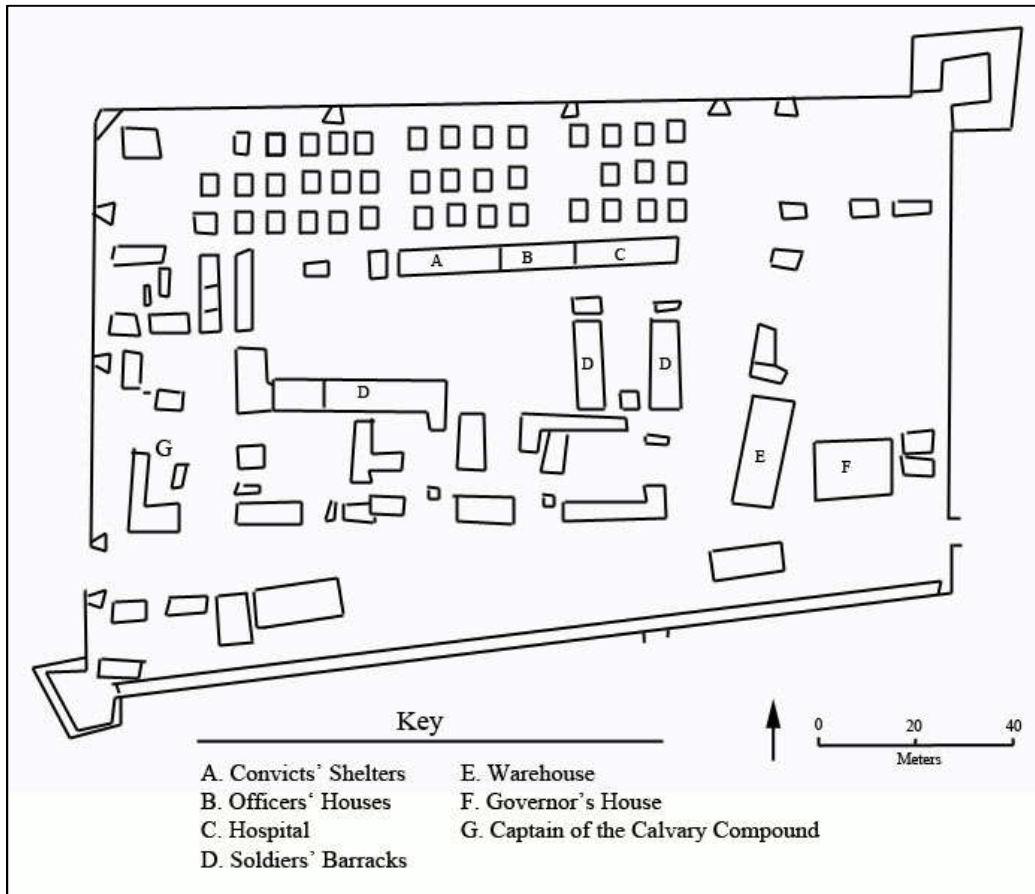 A
B
C
D
D
D
G
E
F
Key
0
20
40
Meters
A. Convicts' Shelters
B. Officers' Houses
C. Hospital
D. Soldiers' Barracks
E. Warehouse
F. Governor's House
G. Captain of the Calvary Compound